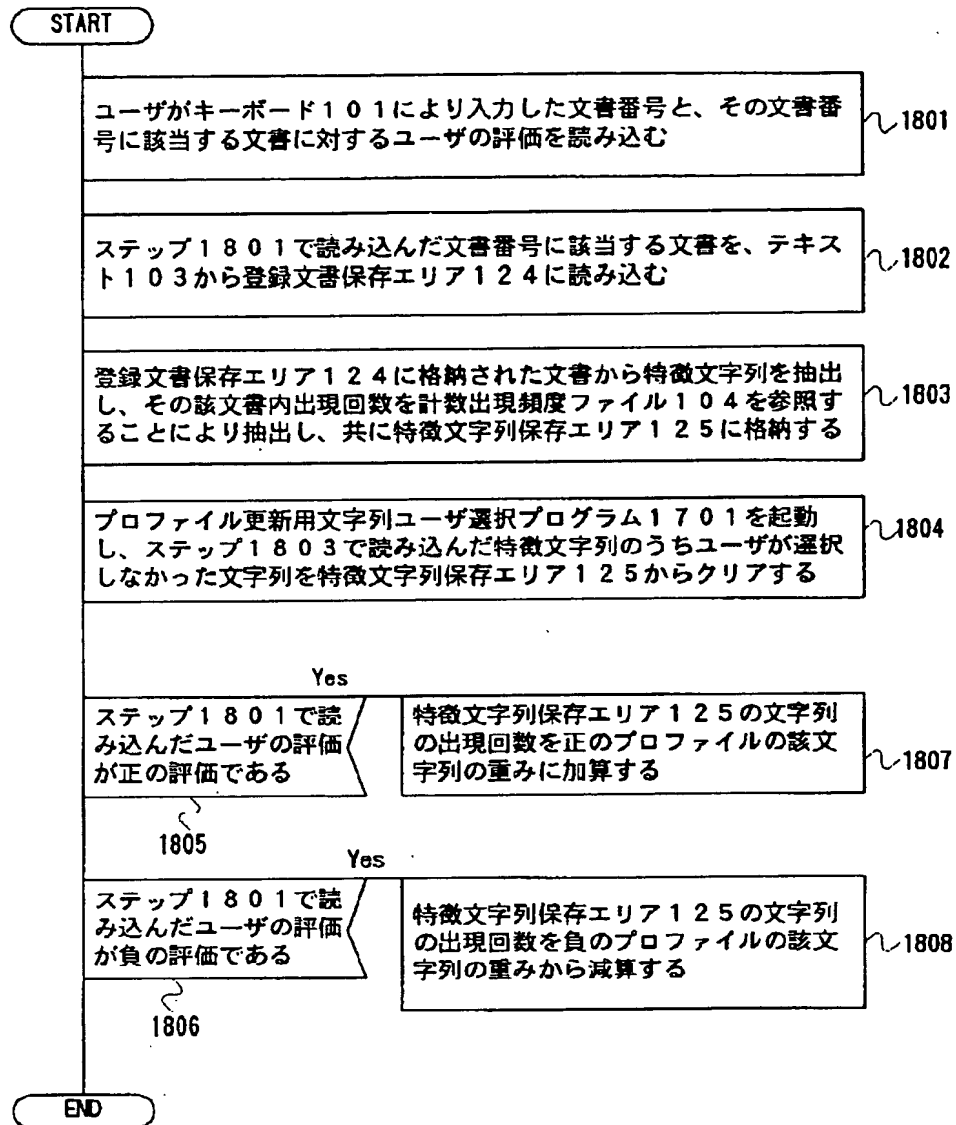 START
ユーザがキーボード101により入力した文書番号と、その文書番
号に該当する文書に対するユーザの評価を読み込む
1801
ステップ1801で読み込んだ文書番号に該当する文書を、テキス
ト103から登録文書保存エリア124に読み込む
1802
登録文書保存エリア124に格納された文書から特徴文字列を抽出
し、その該文書内出現回数を計数出現頻度ファイル104を参照す
ることにより抽出し、共に特徴文字列保存エリア125に格納する
1803
プロファイル更新用文字列ユーザ選択プログラム1701を起動
し、ステップ1803で読み込んだ特徴文字列のうちユーザが選択
しなかった文字列を特徴文字列保存エリア125からクリアする
1804
Yes
ステップ1801で読
み込んだユーザの評価
が正の評価である
1805
特徴文字列保存エリア125の文字列
の出現回数を正のプロファイルの該文
字列の重みに加算する
1807
Yes
ステップ1801で読
み込んだユーザの評価
が負の評価である
1806
特徴文字列保存エリア125の文字列
の出現回数を負のプロファイルの該文
字列の重みから減算する
1808
END